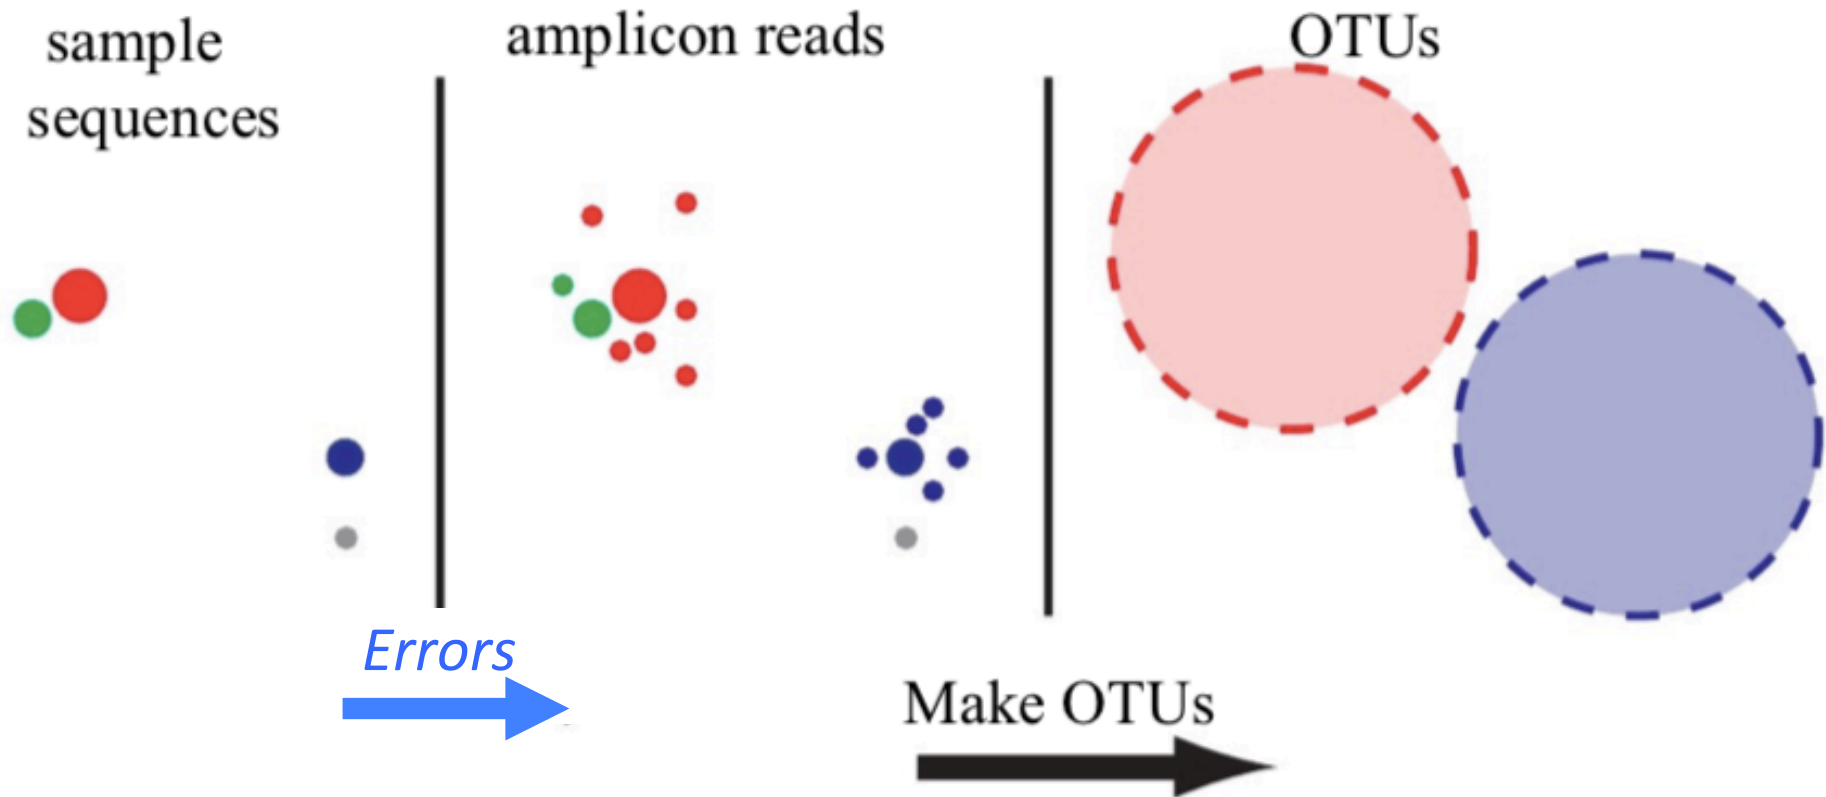 sample
sequences
amplicon reads
OTUs
Errors
Make OTUs